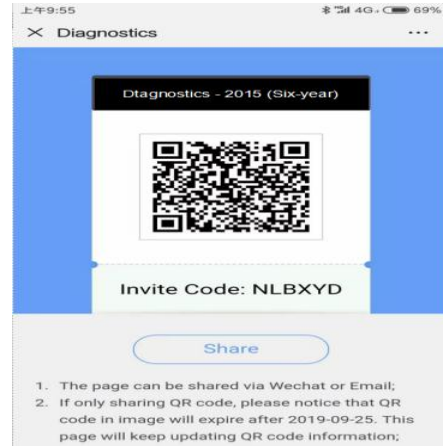 上午9:55 4G 69%
× Diagnostics ...
Dtagnostics - 2015 (Six-year)
Invite Code: NLBXYD
Share
1. The page can be shared via Wechat or Email;
2. If only sharing QR code, please notice that QR
code in image will expire after 2019-09-25. This
page will keep updating QR code information;